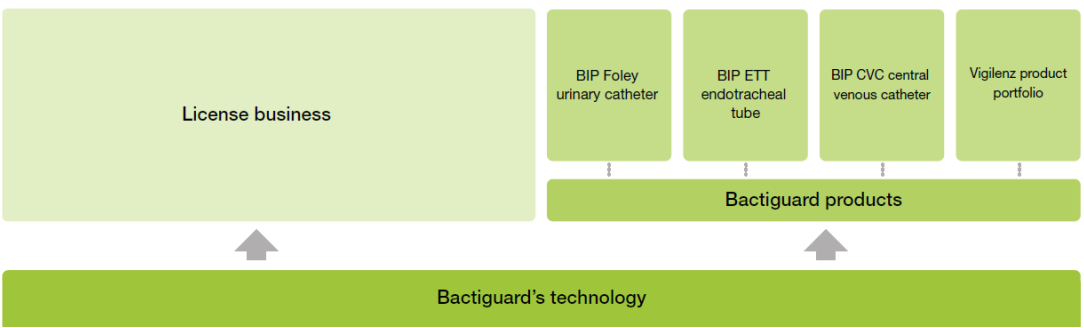 License business
BIP Foley
urinary catheter
BIP ETT
endotracheal
tube
BIP CVC central
venous catheter
Vigilenz product
portfolio
Bactiguard products
Bactiguard’s technology